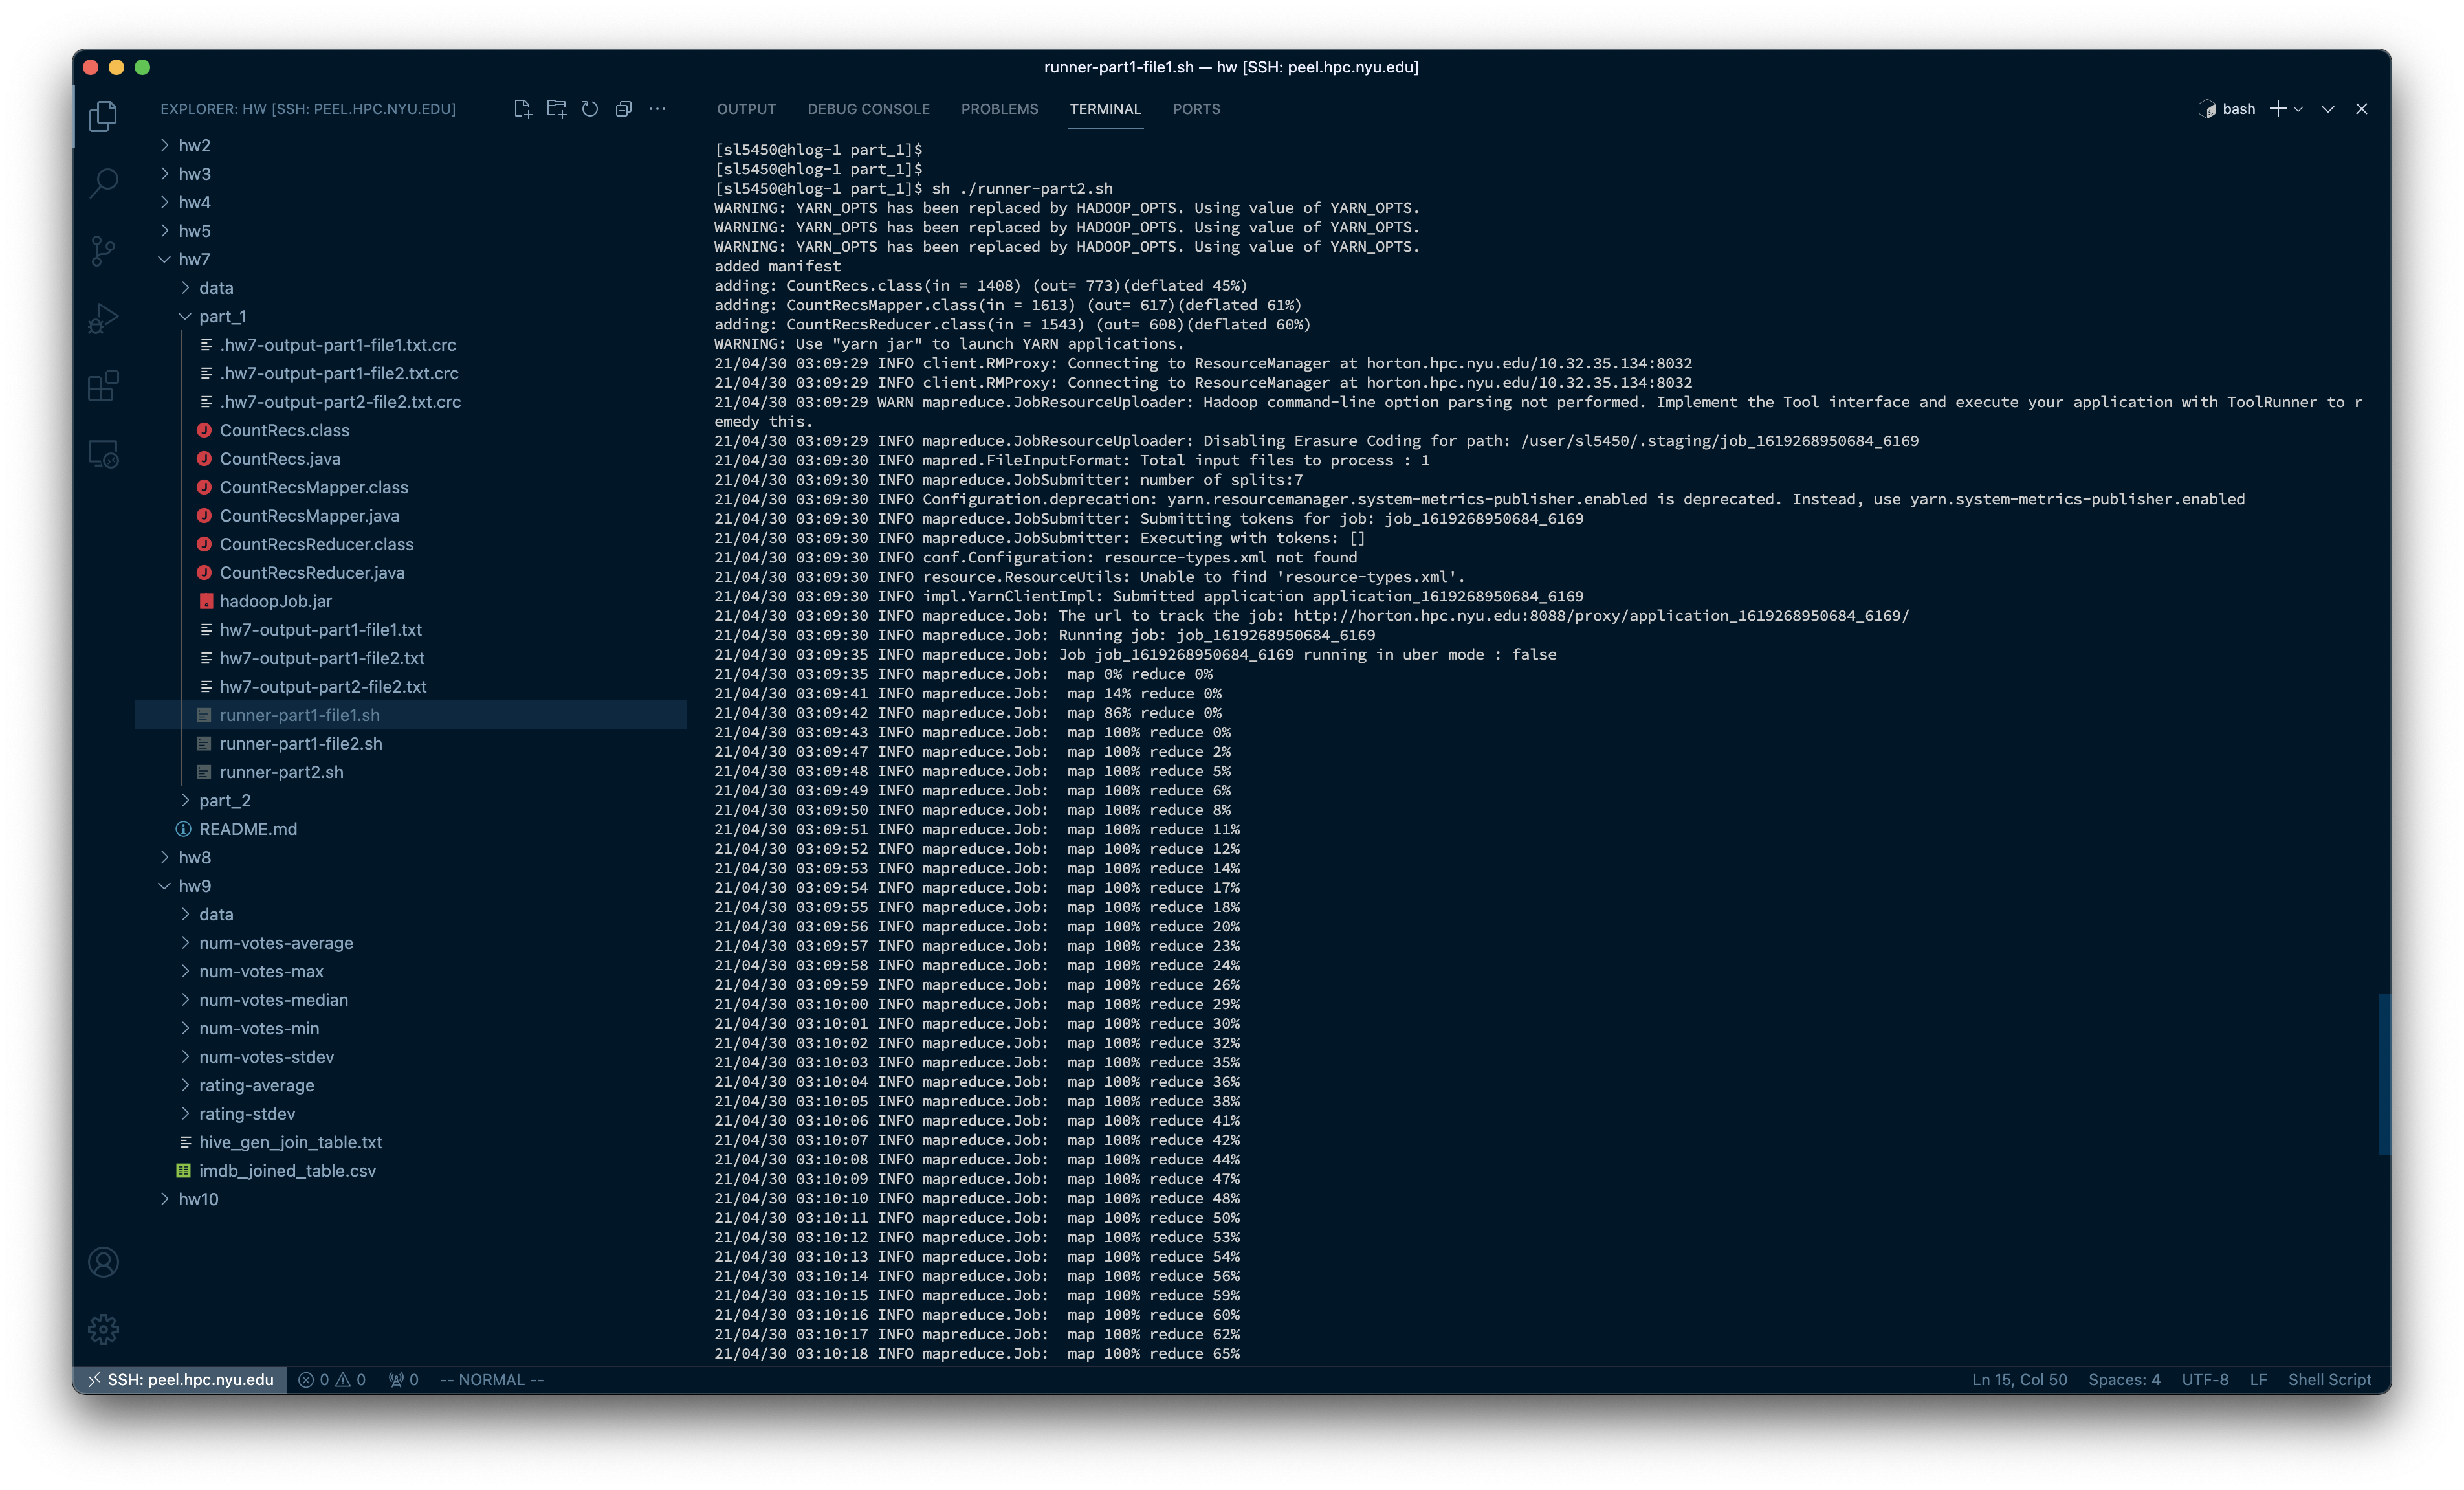 runner-part1-file1.sh — hw [SSH: peel.hpc.nyu.edu]
EXPLORER: HW [SSH: PEEL.HPC.NYU.EDU]
hw2
hw3
hw4
hw5
hw7
data
part_1
.hw7-output-part1-file1.txt.crc
.hw7-output-part1-file2.txt.crc
.hw7-output-part2-file2.txt.crc
CountRecs.class
CountRecs.java
CountRecsMapper.class
CountRecsMapper.java
CountRecsReducer.class
CountRecsReducer.java
hadoopJob.jar
hw7-output-part1-file1.txt
hw7-output-part1-file2.txt
hw7-output-part2-file2.txt
runner-part1-file1.sh
runner-part1-file2.sh
runner-part2.sh
part_2
README.md
hw8
hw9
data
num-votes-average
num-votes-max
num-votes-median
num-votes-min
num-votes-stdev
rating-average
rating-stdev
hive_gen_join_table.txt
imdb_joined_table.csv
hw10
OUTPUT DEBUG CONSOLE PROBLEMS TERMINAL PORTS
bash
[sl5450@hlog-1 part_1]$
[sl5450@hlog-1 part_1]$
[sl5450@hlog-1 part_1]$ sh ./runner-part2.sh
WARNING: YARN_OPTS has been replaced by HADOOP_OPTS. Using value of YARN_OPTS.
WARNING: YARN_OPTS has been replaced by HADOOP_OPTS. Using value of YARN_OPTS.
WARNING: YARN_OPTS has been replaced by HADOOP_OPTS. Using value of YARN_OPTS.
added manifest
adding: CountRecs.class(in = 1408) (out= 773)(deflated 45%)
adding: CountRecsMapper.class(in = 1613) (out= 617)(deflated 61%)
adding: CountRecsReducer.class(in = 1543) (out= 608)(deflated 60%)
WARNING: Use "yarn jar" to launch YARN applications.
21/04/30 03:09:29 INFO client.RMProxy: Connecting to ResourceManager at horton.hpc.nyu.edu/10.32.35.134:8032
21/04/30 03:09:29 INFO client.RMProxy: Connecting to ResourceManager at horton.hpc.nyu.edu/10.32.35.134:8032
21/04/30 03:09:29 WARN mapreduce.JobResourceUploader: Hadoop command-line option parsing not performed. Implement the Tool interface and execute your application with ToolRunner to r
emedy this.
21/04/30 03:09:29 INFO mapreduce.JobResourceUploader: Disabling Erasure Coding for path: /user/sl5450/.staging/job_1619268950684_6169
21/04/30 03:09:30 INFO mapred.FileInputFormat: Total input files to process : 1
21/04/30 03:09:30 INFO mapreduce.JobSubmitter: number of splits:7
21/04/30 03:09:30 INFO Configuration.deprecation: yarn.resourcemanager.system-metrics-publisher.enabled is deprecated. Instead, use yarn.system-metrics-publisher.enabled
21/04/30 03:09:30 INFO mapreduce.JobSubmitter: Submitting tokens for job: job_1619268950684_6169
21/04/30 03:09:30 INFO mapreduce.JobSubmitter: Executing with tokens: []
21/04/30 03:09:30 INFO conf.Configuration: resource-types.xml not found
21/04/30 03:09:30 INFO resource.ResourceUtils: Unable to find 'resource-types.xml'.
21/04/30 03:09:30 INFO impl.YarnClientImpl: Submitted application application_1619268950684_6169
21/04/30 03:09:30 INFO mapreduce.Job: The url to track the job: http://horton.hpc.nyu.edu:8088/proxy/application_1619268950684_6169/
21/04/30 03:09:30 INFO mapreduce.Job: Running job: job_1619268950684_6169
21/04/30 03:09:35 INFO mapreduce.Job: Job job_1619268950684_6169 running in uber mode : false
21/04/30 03:09:35 INFO mapreduce.Job:  map 0% reduce 0%
21/04/30 03:09:41 INFO mapreduce.Job:  map 14% reduce 0%
21/04/30 03:09:42 INFO mapreduce.Job:  map 86% reduce 0%
21/04/30 03:09:43 INFO mapreduce.Job:  map 100% reduce 0%
21/04/30 03:09:47 INFO mapreduce.Job:  map 100% reduce 2%
21/04/30 03:09:48 INFO mapreduce.Job:  map 100% reduce 5%
21/04/30 03:09:49 INFO mapreduce.Job:  map 100% reduce 6%
21/04/30 03:09:50 INFO mapreduce.Job:  map 100% reduce 8%
21/04/30 03:09:51 INFO mapreduce.Job:  map 100% reduce 11%
21/04/30 03:09:52 INFO mapreduce.Job:  map 100% reduce 12%
21/04/30 03:09:53 INFO mapreduce.Job:  map 100% reduce 14%
21/04/30 03:09:54 INFO mapreduce.Job:  map 100% reduce 17%
21/04/30 03:09:55 INFO mapreduce.Job:  map 100% reduce 18%
21/04/30 03:09:56 INFO mapreduce.Job:  map 100% reduce 20%
21/04/30 03:09:57 INFO mapreduce.Job:  map 100% reduce 23%
21/04/30 03:09:58 INFO mapreduce.Job:  map 100% reduce 24%
21/04/30 03:09:59 INFO mapreduce.Job:  map 100% reduce 26%
21/04/30 03:10:00 INFO mapreduce.Job:  map 100% reduce 29%
21/04/30 03:10:01 INFO mapreduce.Job:  map 100% reduce 30%
21/04/30 03:10:02 INFO mapreduce.Job:  map 100% reduce 32%
21/04/30 03:10:03 INFO mapreduce.Job:  map 100% reduce 35%
21/04/30 03:10:04 INFO mapreduce.Job:  map 100% reduce 36%
21/04/30 03:10:05 INFO mapreduce.Job:  map 100% reduce 38%
21/04/30 03:10:06 INFO mapreduce.Job:  map 100% reduce 41%
21/04/30 03:10:07 INFO mapreduce.Job:  map 100% reduce 42%
21/04/30 03:10:08 INFO mapreduce.Job:  map 100% reduce 44%
21/04/30 03:10:09 INFO mapreduce.Job:  map 100% reduce 47%
21/04/30 03:10:10 INFO mapreduce.Job:  map 100% reduce 48%
21/04/30 03:10:11 INFO mapreduce.Job:  map 100% reduce 50%
21/04/30 03:10:12 INFO mapreduce.Job:  map 100% reduce 53%
21/04/30 03:10:13 INFO mapreduce.Job:  map 100% reduce 54%
21/04/30 03:10:14 INFO mapreduce.Job:  map 100% reduce 56%
21/04/30 03:10:15 INFO mapreduce.Job:  map 100% reduce 59%
21/04/30 03:10:16 INFO mapreduce.Job:  map 100% reduce 60%
21/04/30 03:10:17 INFO mapreduce.Job:  map 100% reduce 62%
21/04/30 03:10:18 INFO mapreduce.Job:  map 100% reduce 65%
SSH: peel.hpc.nyu.edu 0 0 0 -- NORMAL -- Ln 15, Col 50 Spaces: 4 UTF-8 LF Shell Script